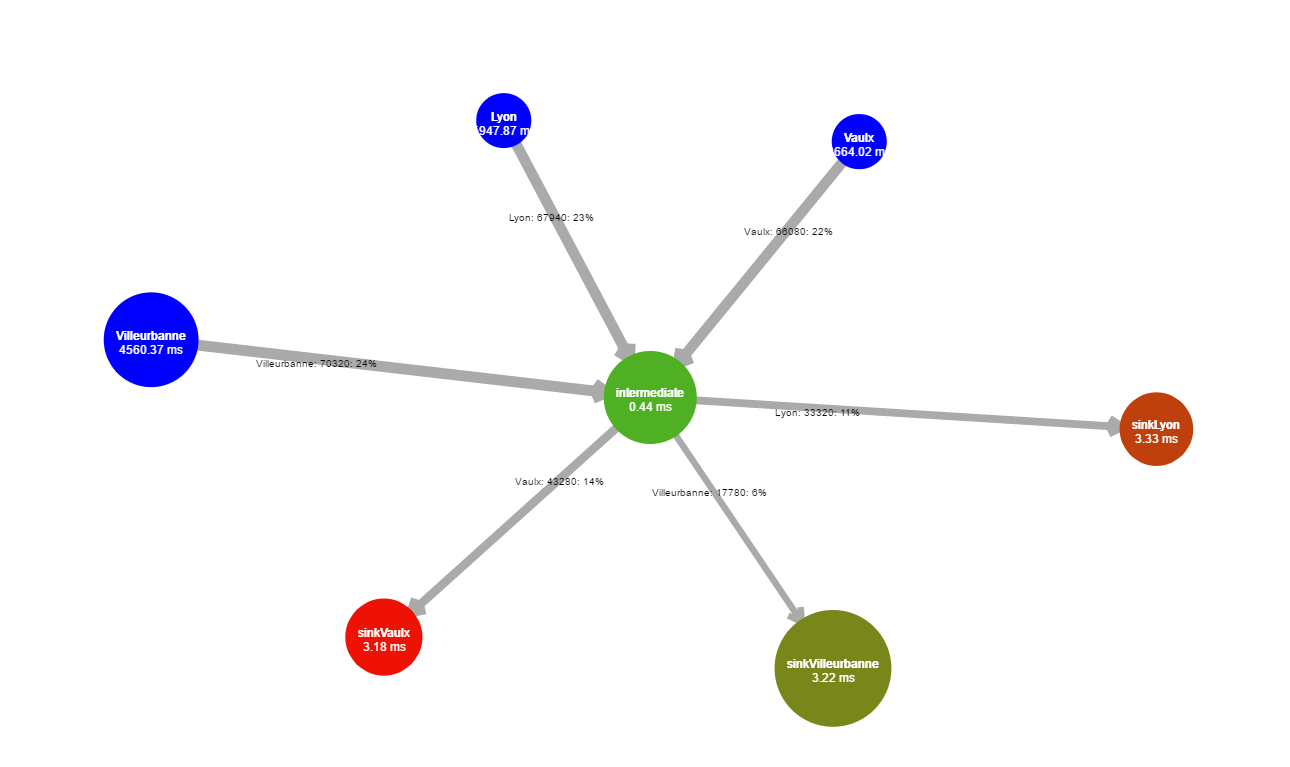 Lyon
947.87 m
Vaulx
664.02 m
Lyon: 67940: 23%
Vaulx: 66080: 22%
Villeurbanne
4560.37 ms
Villeurbanne: 70320: 24%
intermediate
0.44 ms
Lyon: 33320: 11%
sinkLyon
3.33 ms
Vaulx: 43280: 14%
Villeurbanne: 17780: 6%
sinkVaulx
3.18 ms
sinkVilleurbanne
3.22 ms